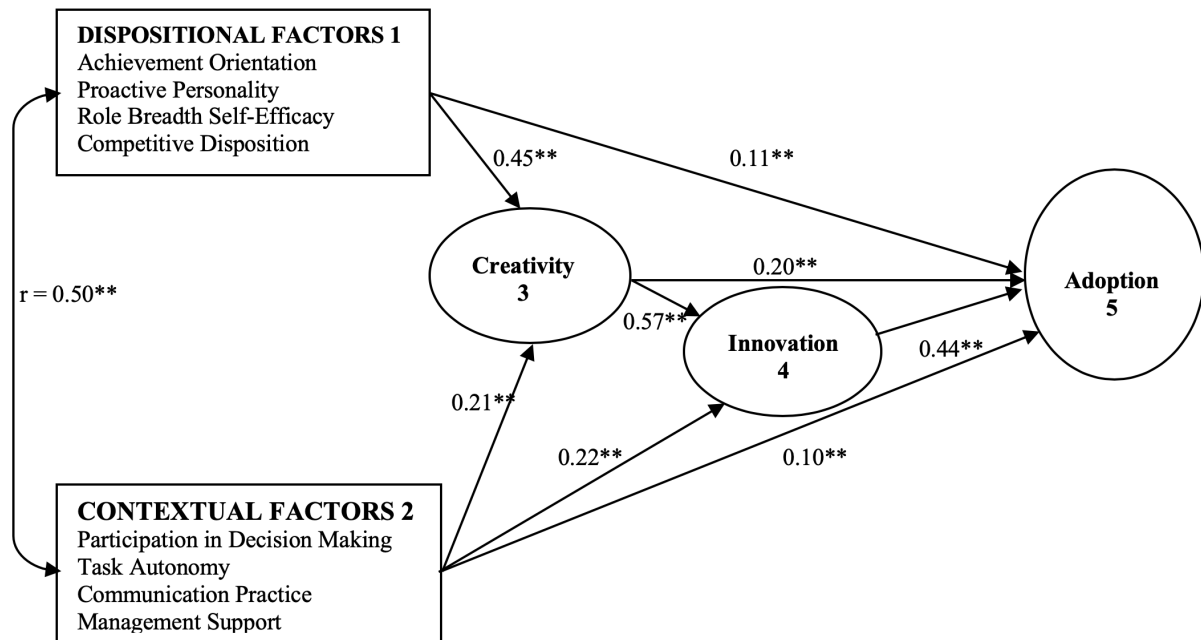 DISPOSITIONAL FACTORS 1
Achievement Orientation
Proactive Personality
Role Breadth Self-Efficacy
Competitive Disposition
0.45**
0.11**
Creativity
3
0.20**
Adoption
5
r = 0.50**
0.57**
Innovation
4
0.44**
0.21**
0.22**
0.10**
CONTEXTUAL FACTORS 2
Participation in Decision Making
Task Autonomy
Communication Practice
Management Support